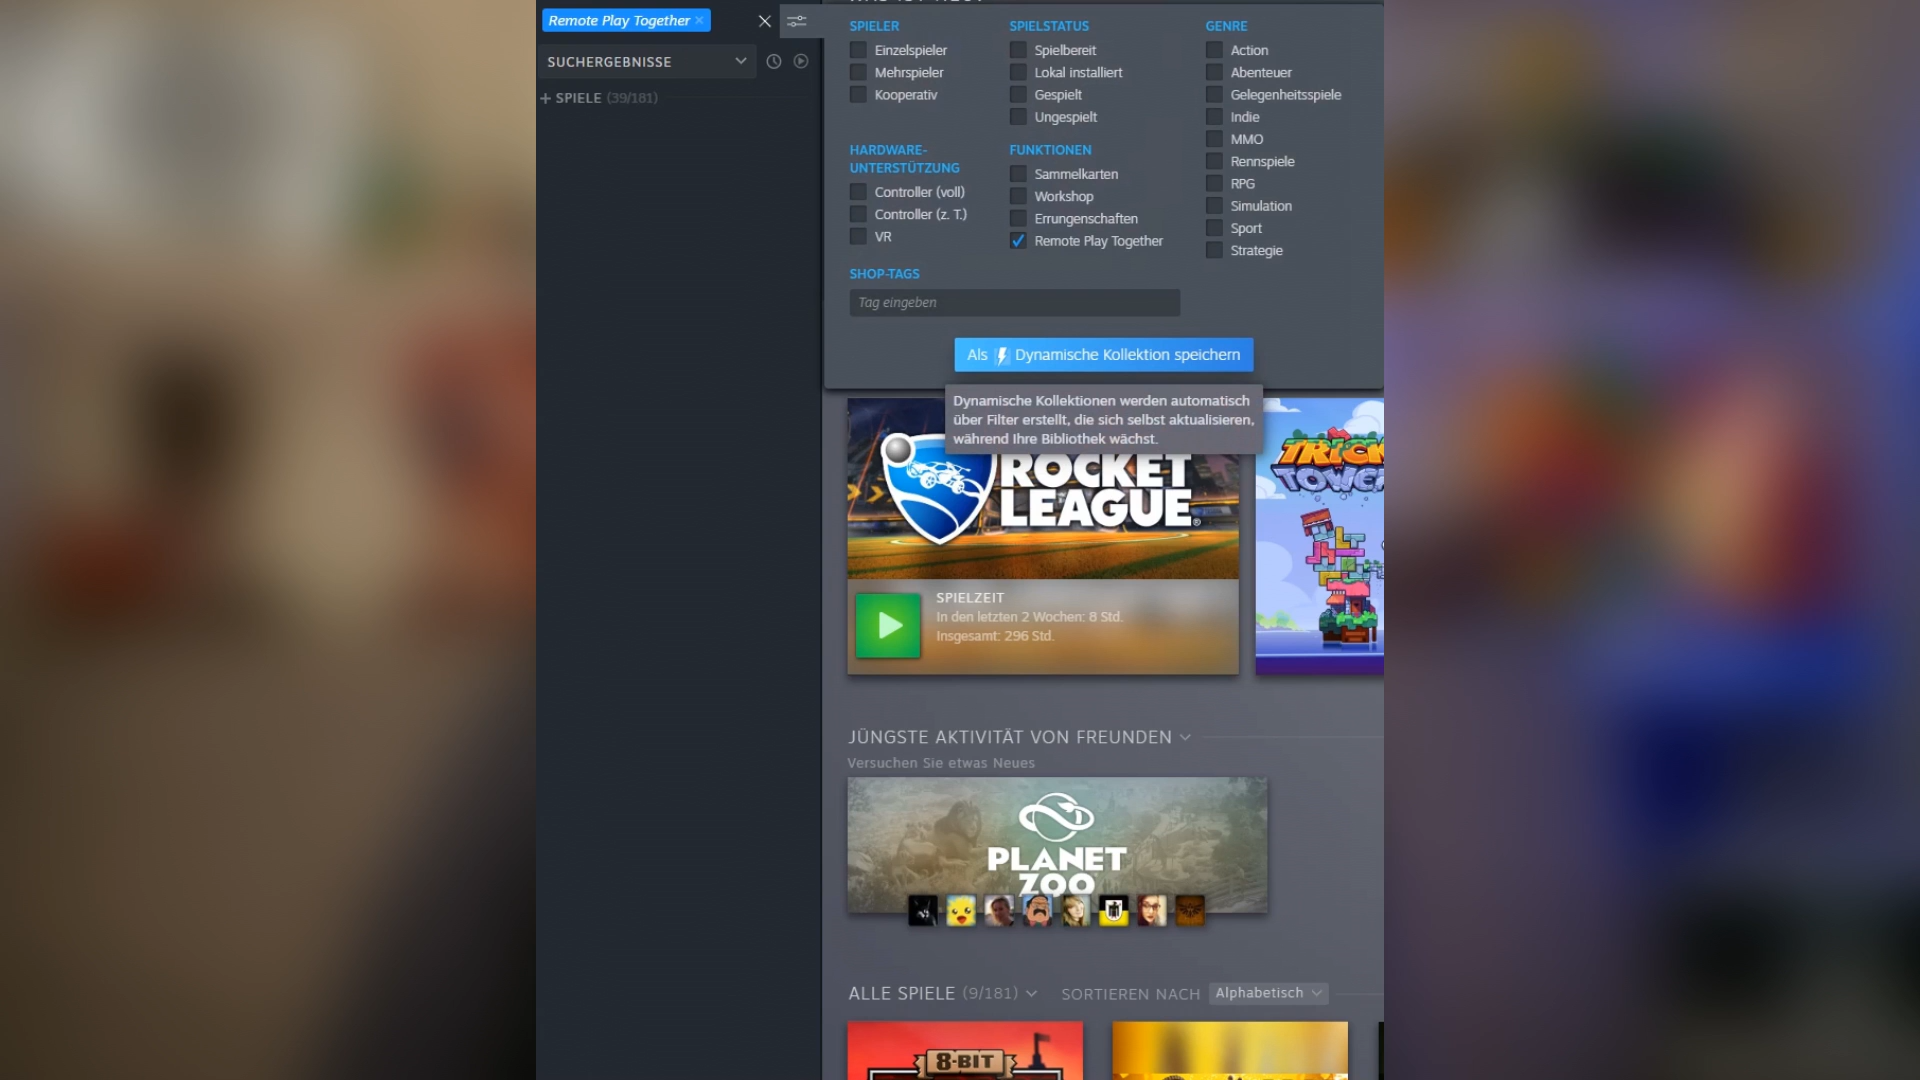 Remote Play Together ×
SUCHERGEBNISSE
+ SPIELE (39/181)
SPIELER
Einzelspieler
Mehrspieler
Kooperativ
HARDWARE-
UNTERSTÜTZUNG
Controller (voll)
Controller (z. T.)
VR
SPIELSTATUS
Spielbereit
Lokal installiert
Gespielt
Ungespielt
FUNKTIONEN
Sammelkarten
Workshop
Errungenschaften
Remote Play Together
GENRE
Action
Abenteuer
Gelegenheitsspiele
Indie
MMO
Rennspiele
RPG
Simulation
Sport
Strategie
SHOP-TAGS
Tag eingeben
Als Dynamische Kollektion speichern
Dynamische Kollektionen werden automatisch
über Filter erstellt, die sich selbst aktualisieren,
während Ihre Bibliothek wächst.
ROCKET
LEAGUE®
TRICK
TOWE
SPIELZEIT
In den letzten 2 Wochen: 8 Std.
Insgesamt: 296 Std.
JÜNGSTE AKTIVITÄT VON FREUNDEN
Versuchen Sie etwas Neues
PLANET
ZOO
ALLE SPIELE (9/181)
SORTIEREN NACH Alphabetisch
8-BIT